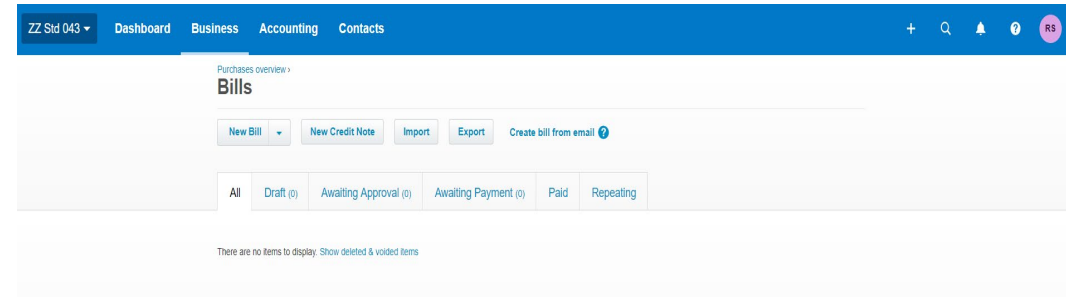 ZZ Std 043 Dashboard Business Accounting Contacts RS
Purchases overview ›
Bills
New Bill New Credit Note Import Export Create bill from email ?
All Draft (0) Awaiting Approval (0) Awaiting Payment (0) Paid Repeating
There are no items to display. Show deleted & voided items